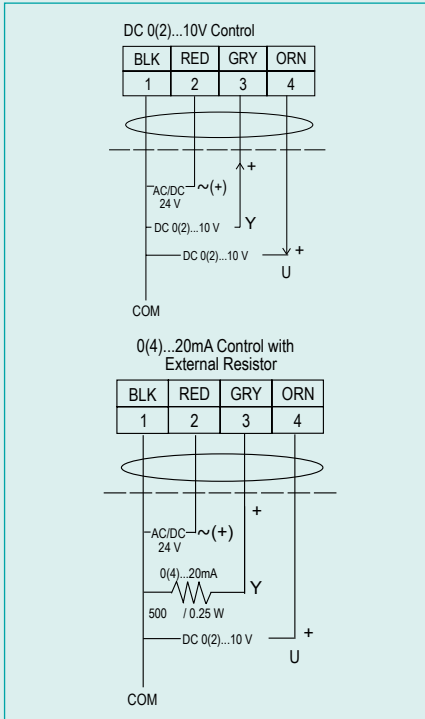 DC 0(2)...10V Control
BLK RED GRY ORN
1 2 3 4
+
AC/DC ~(+)
24 V
DC 0(2)...10 V Y
DC 0(2)...10 V +
U
COM
0(4)...20mA Control with
External Resistor
BLK RED GRY ORN
1 2 3 4
+
AC/DC ~(+)
24 V
0(4)...20mA
Y
500 / 0.25 W
DC 0(2)...10 V +
U
COM